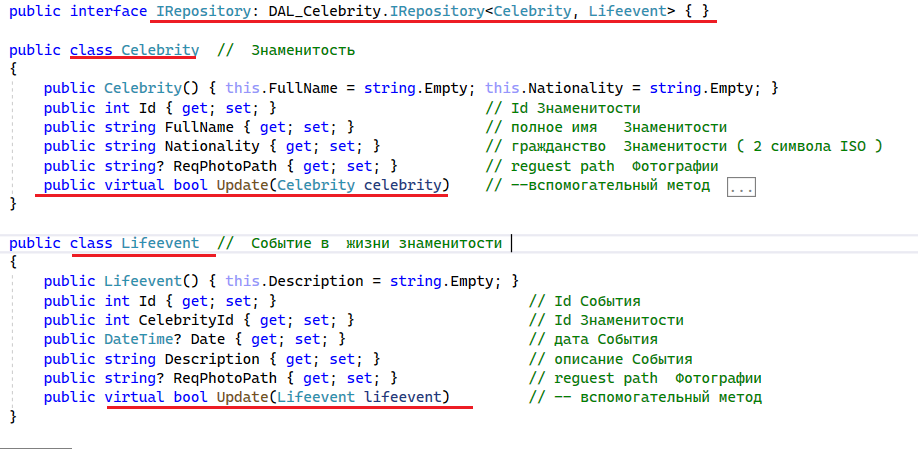 public interface IRepository: DAL_Celebrity.IRepository<Celebrity, Lifeevent> { }
public class Celebrity  //  Знаменитость
{
    public Celebrity() { this.FullName = string.Empty; this.Nationality = string.Empty; }
    public int Id { get; set; }                        // Id Знаменитости
    public string FullName { get; set; }               // полное имя   Знаменитости
    public string Nationality { get; set; }            // гражданство  Знаменитости ( 2 символа ISO )
    public string? ReqPhotoPath { get; set; }          // reguest path  Фотографии
    public virtual bool Update(Celebrity celebrity)    // --вспомогательный метод  ...
}
public class Lifeevent  //  Событие в  жизни знаменитости
{
    public Lifeevent() { this.Description = string.Empty; }
    public int Id { get; set; }                             // Id События
    public int CelebrityId { get; set; }                    // Id Знаменитости
    public DateTime? Date { get; set; }                     // дата События
    public string Description { get; set; }                 // описание События
    public string? ReqPhotoPath { get; set; }               // reguest path  Фотографии
    public virtual bool Update(Lifeevent lifeevent)         // -- вспомогательный метод
}